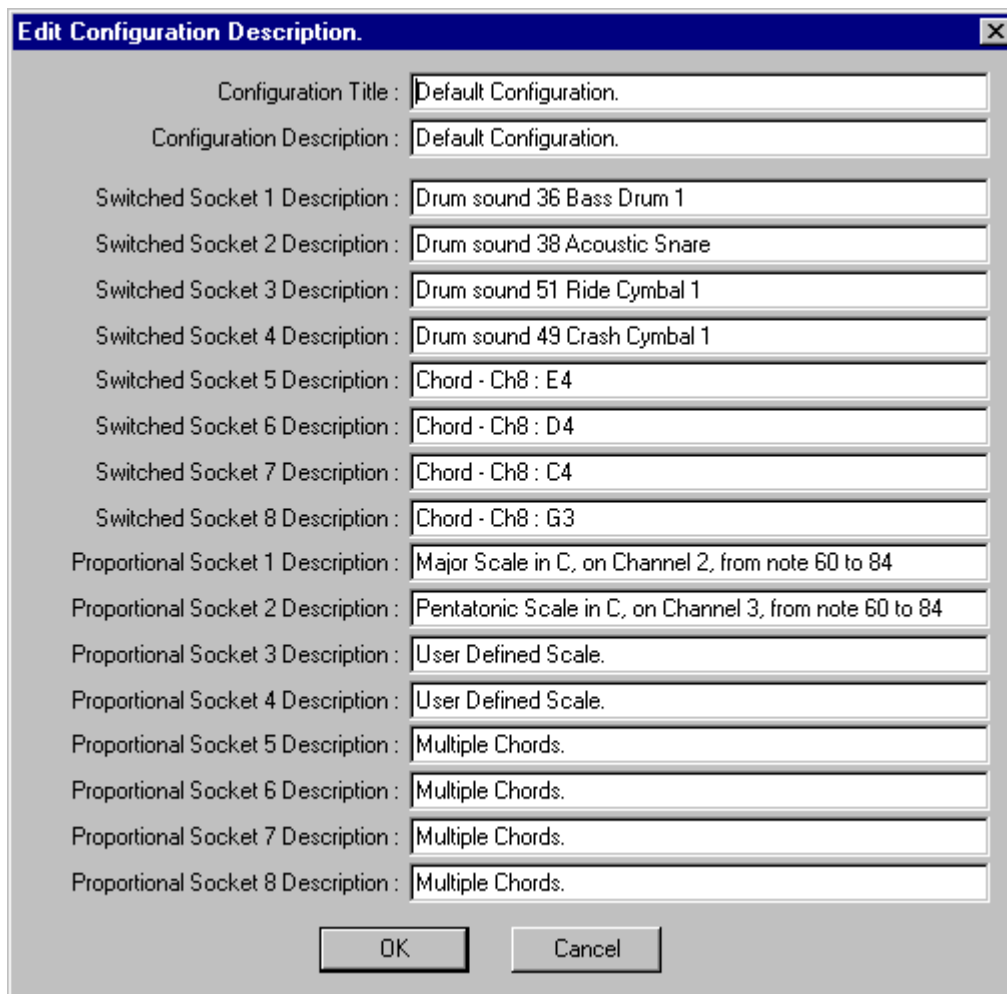 Edit Configuration Description.
Configuration Title : Default Configuration.
Configuration Description : Default Configuration.
Switched Socket 1 Description : Drum sound 36 Bass Drum 1
Switched Socket 2 Description : Drum sound 38 Acoustic Snare
Switched Socket 3 Description : Drum sound 51 Ride Cymbal 1
Switched Socket 4 Description : Drum sound 49 Crash Cymbal 1
Switched Socket 5 Description : Chord - Ch8 : E4
Switched Socket 6 Description : Chord - Ch8 : D4
Switched Socket 7 Description : Chord - Ch8 : C4
Switched Socket 8 Description : Chord - Ch8 : G3
Proportional Socket 1 Description : Major Scale in C, on Channel 2, from note 60 to 84
Proportional Socket 2 Description : Pentatonic Scale in C, on Channel 3, from note 60 to 84
Proportional Socket 3 Description : User Defined Scale.
Proportional Socket 4 Description : User Defined Scale.
Proportional Socket 5 Description : Multiple Chords.
Proportional Socket 6 Description : Multiple Chords.
Proportional Socket 7 Description : Multiple Chords.
Proportional Socket 8 Description : Multiple Chords.
OK Cancel